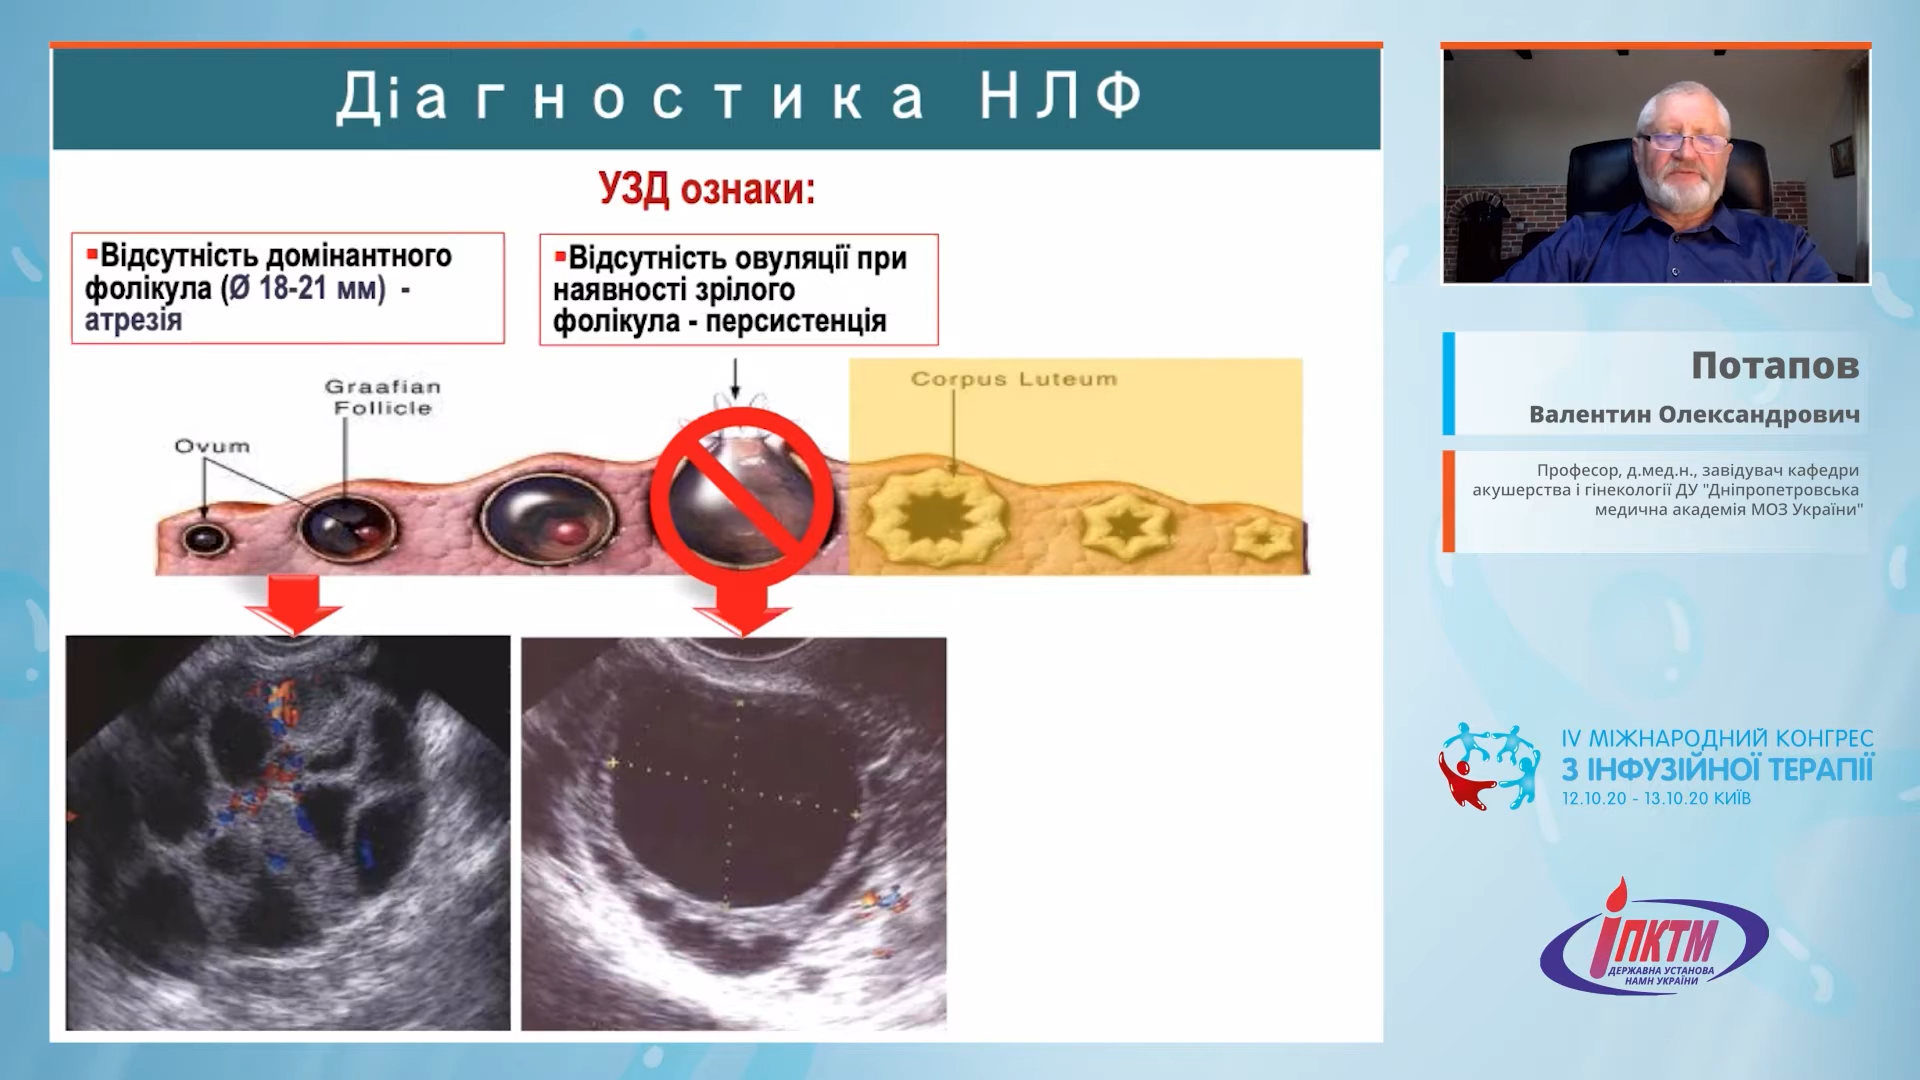 Діагностика НЛФ
УЗД ознаки:
▪Відсутність домінантного
фолікула (Ø 18-21 мм) -
атрезія
▪Відсутність овуляції при
наявності зрілого
фолікула - персистенція
Graafian
Follicle
Ovum
Corpus Luteum
Потапов
Валентин Олександрович
Професор, д.мед.н., завідувач кафедри
акушерства і гінекології ДУ "Дніпропетровська
медична академія МОЗ України"
IV МІЖНАРОДНИЙ КОНГРЕС
З ІНФУЗІЙНОЇ ТЕРАПІЇ
12.10.20 - 13.10.20 КИЇВ
ІПКТМ
ДЕРЖАВНА УСТАНОВА
НАМН УКРАЇНИ